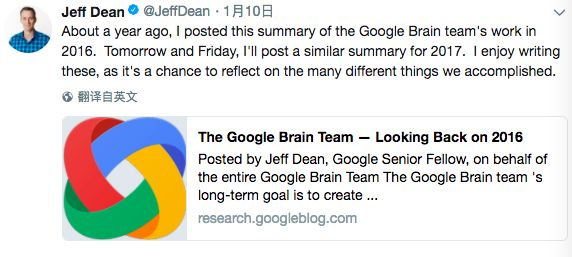 Jeff Dean @JeffDean · 1月10日
About a year ago, I posted this summary of the Google Brain team's work in
2016.  Tomorrow and Friday, I'll post a similar summary for 2017.  I enjoy writing
these, as it's a chance to reflect on the many different things we accomplished.
翻译自英文
The Google Brain Team — Looking Back on 2016
Posted by Jeff Dean, Google Senior Fellow, on behalf of
the entire Google Brain Team The Google Brain team 's
long-term goal is to create ...
research.googleblog.com